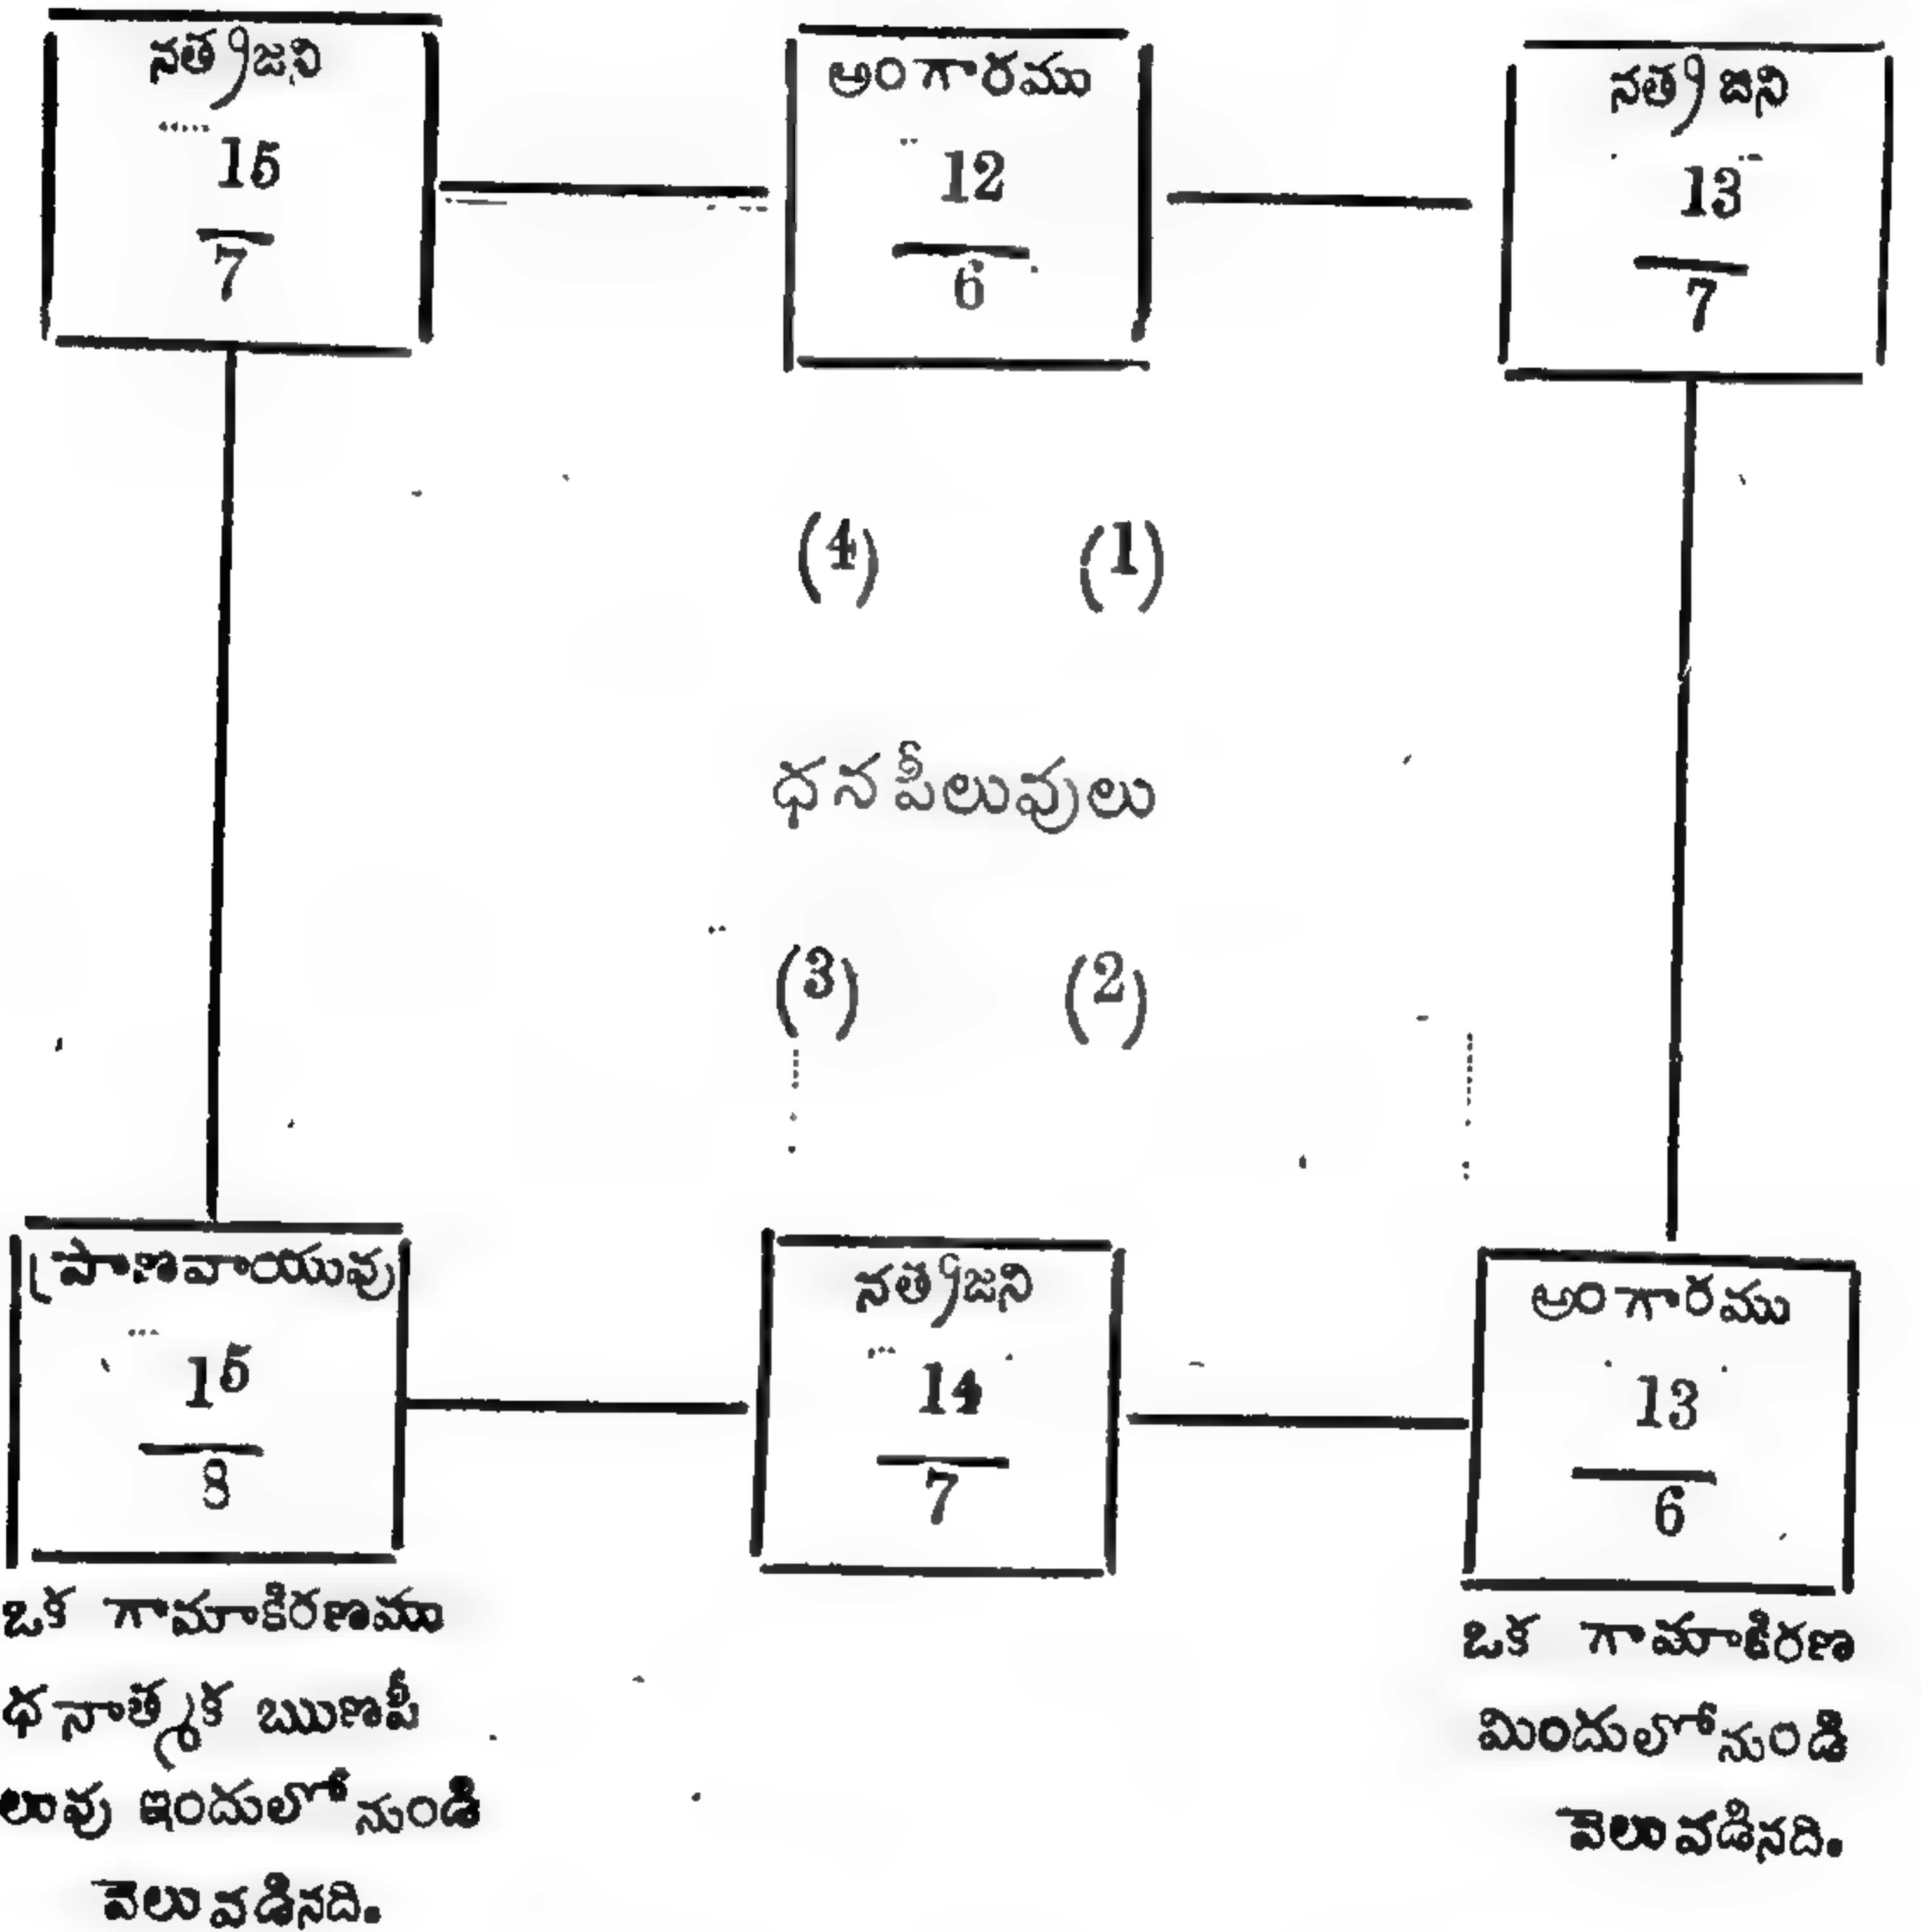 నత్రజని
15
7
అంగారము
12
6
నత్రజని
13
7
(4) (1)
ధనపీలువులు
(3) (2)
ప్రాణవాయువు
15
8
నత్రజని
14
7
అంగారము
13
6
ఒక గామాకిరణము
ధనాత్మక ఋణపీ
లువు ఇందులోనుండి
వెలువడినది.
ఒక గామాకిరణ
మిందులోనుండి
వెలువడినది.